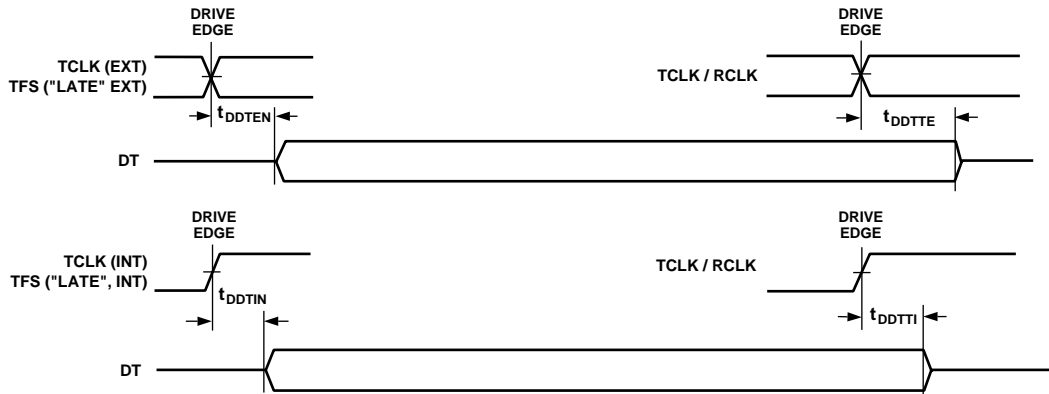 DRIVE
EDGE
DRIVE
EDGE
TCLK (EXT)
TFS ("LATE" EXT)
TCLK / RCLK
tDDTEN
tDDTTE
DT
DRIVE
EDGE
DRIVE
EDGE
TCLK (INT)
TFS ("LATE", INT)
TCLK / RCLK
tDDTIN
tDDTTI
DT